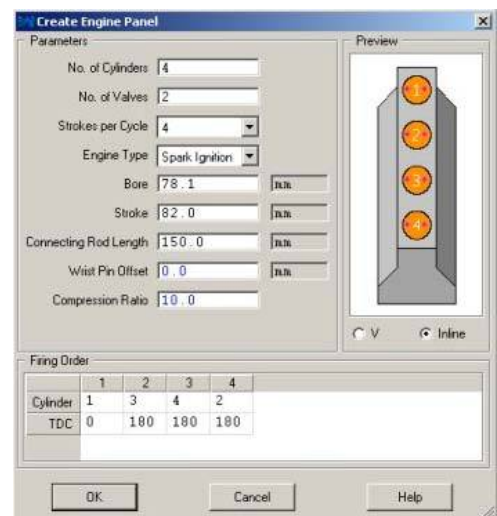 Create Engine Panel
Parameters
No. of Cylinders 4
No. of Valves 2
Strokes per Cycle 4
Engine Type Spark Ignition
Bore 78.1 mm
Stroke 82.0 mm
Connecting Rod Length 150.0 mm
Wrist Pin Offset 0.0 mm
Compression Ratio 10.0
Preview
1
2
3
4
V Inline
Firing Order
1 2 3 4
Cylinder 1 3 4 2
TDC 0 180 180 180
OK Cancel Help